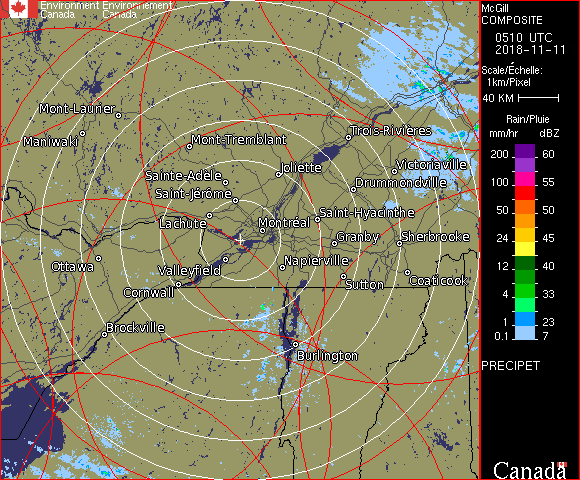 Environment Environnement
Canada Canada
McGill
COMPOSITE
0510 UTC
2018-11-11
Scale/Échelle:
1km/Pixel
40 KM
Rain/Pluie
mm/hr dBZ
200 60
100 55
50 50
24 45
12 40
4 33
1 23
0.1 7
PRECIPET
Canada
Mont-Laurier
Maniwaki
Mont-Tremblant
Trois-Rivières
Joliette
Victoriaville
Sainte-Adèle
Drummondville
Saint-Jérôme
Lachute
Saint-Hyacinthe
Montréal
Granby
Sherbrooke
Ottawa
Valleyfield
Napierville
Cornwall
Sutton
Coaticook
Brockville
Burlington